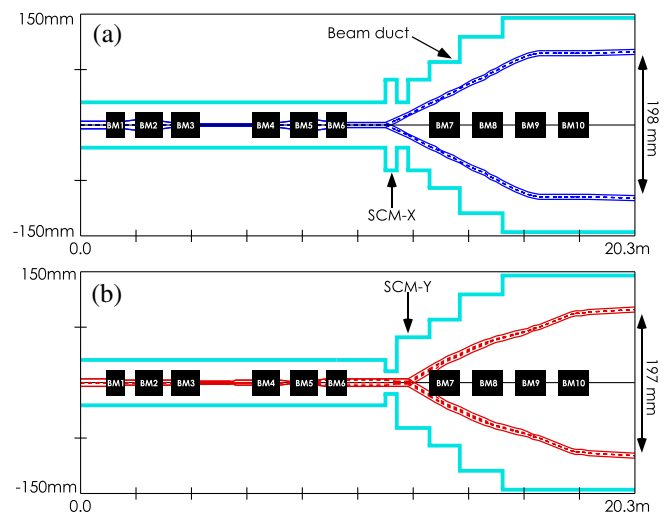 150mm
(a)
Beam duct
BM1 BM2 BM3 BM4 BM5 BM6 BM7 BM8 BM9 BM10
198 mm
SCM-X
-150mm
0.0 20.3m
150mm
(b)
SCM-Y
BM1 BM2 BM3 BM4 BM5 BM6 BM7 BM8 BM9 BM10
197 mm
-150mm
0.0 20.3m